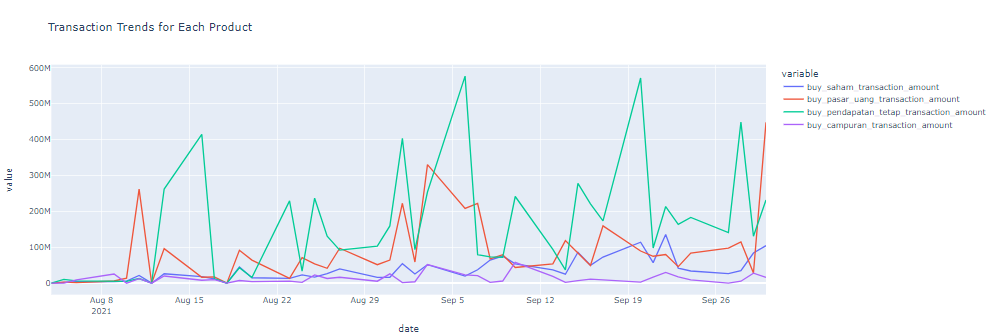 Transaction Trends for Each Product
variable
buy_saham_transaction_amount
buy_pasar_uang_transaction_amount
buy_pendapatan_tetap_transaction_amount
buy_campuran_transaction_amount
value
600M
500M
400M
300M
200M
100M
0
Aug 8
2021
Aug 15
Aug 22
Aug 29
Sep 5
Sep 12
Sep 19
Sep 26
date